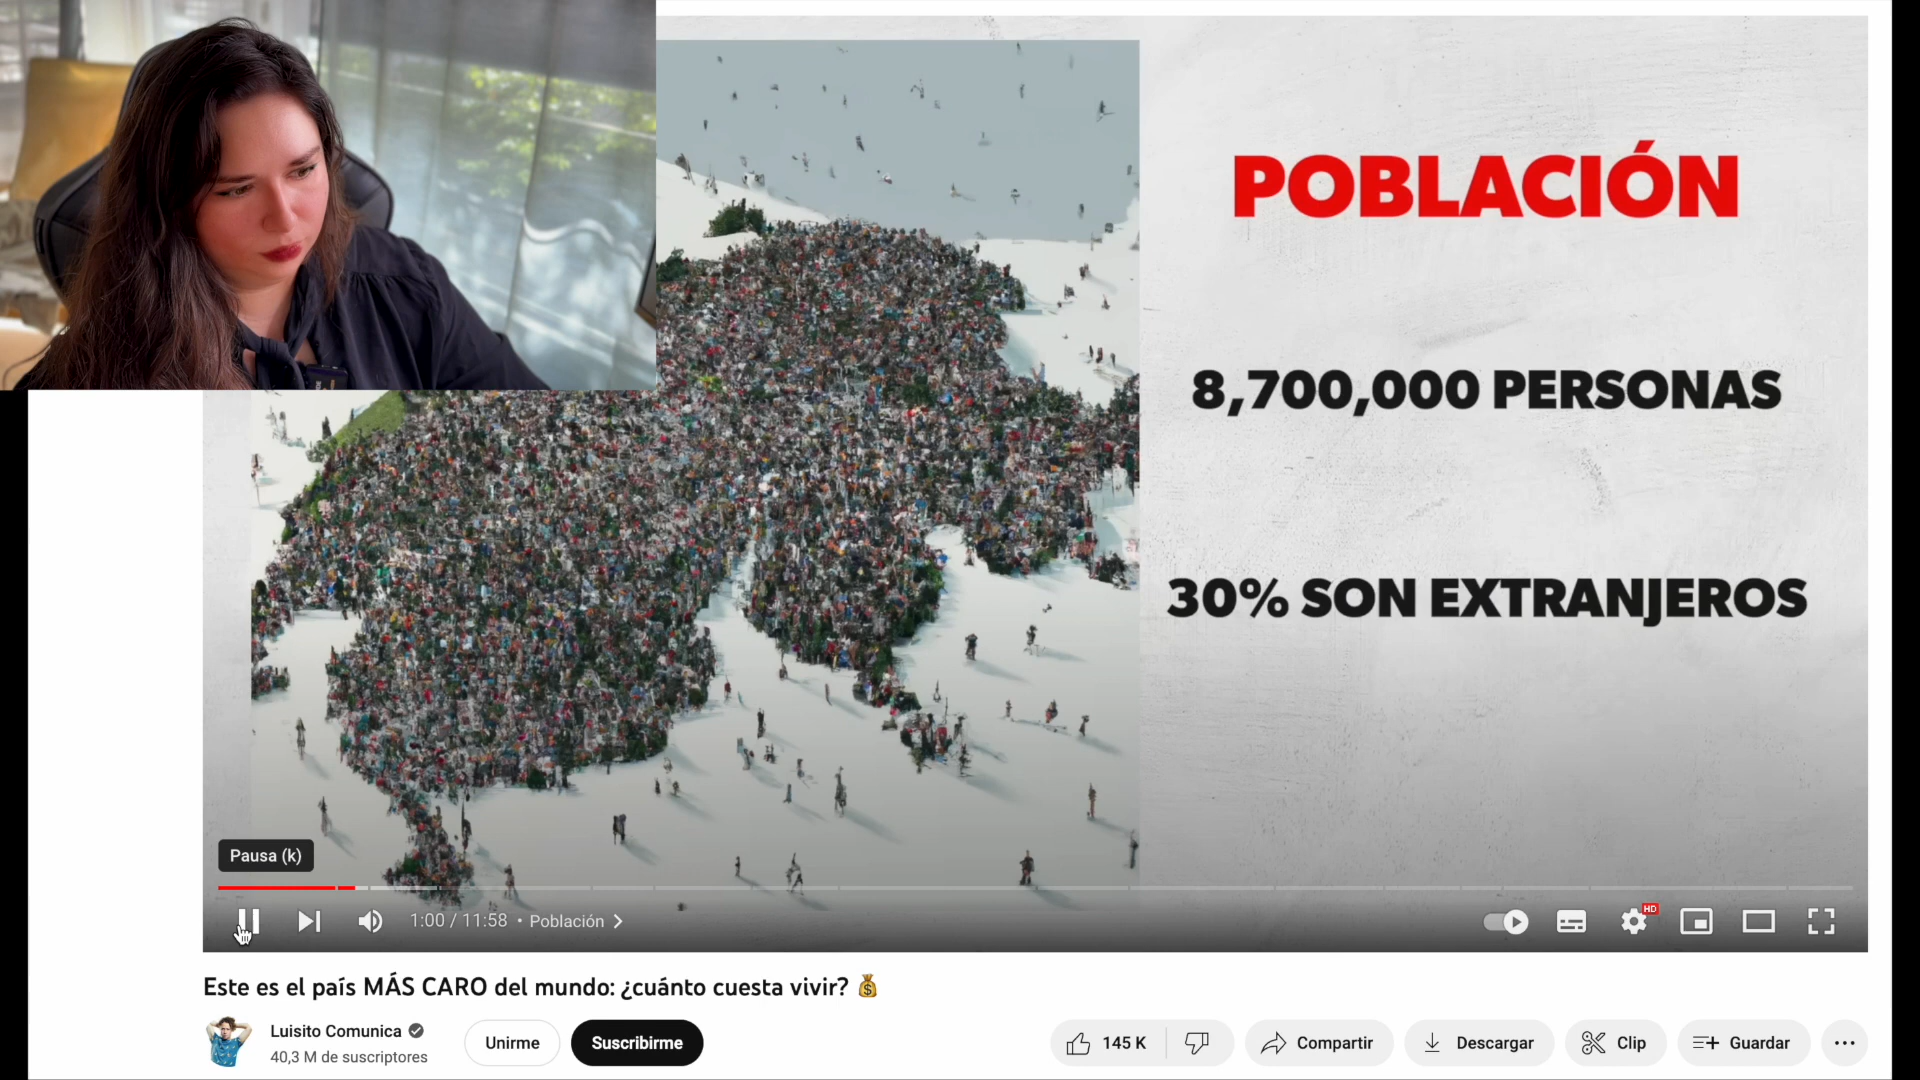 POBLACIÓN
8,700,000 PERSONAS
30% SON EXTRANJEROS
Pausa (k)
1:00 / 11:58 • Población
HD
Este es el país MÁS CARO del mundo: ¿cuánto cuesta vivir?
Luisito Comunica
40,3 M de suscriptores
Unirme
Suscribirme
145 K
Compartir
Descargar
Clip
Guardar